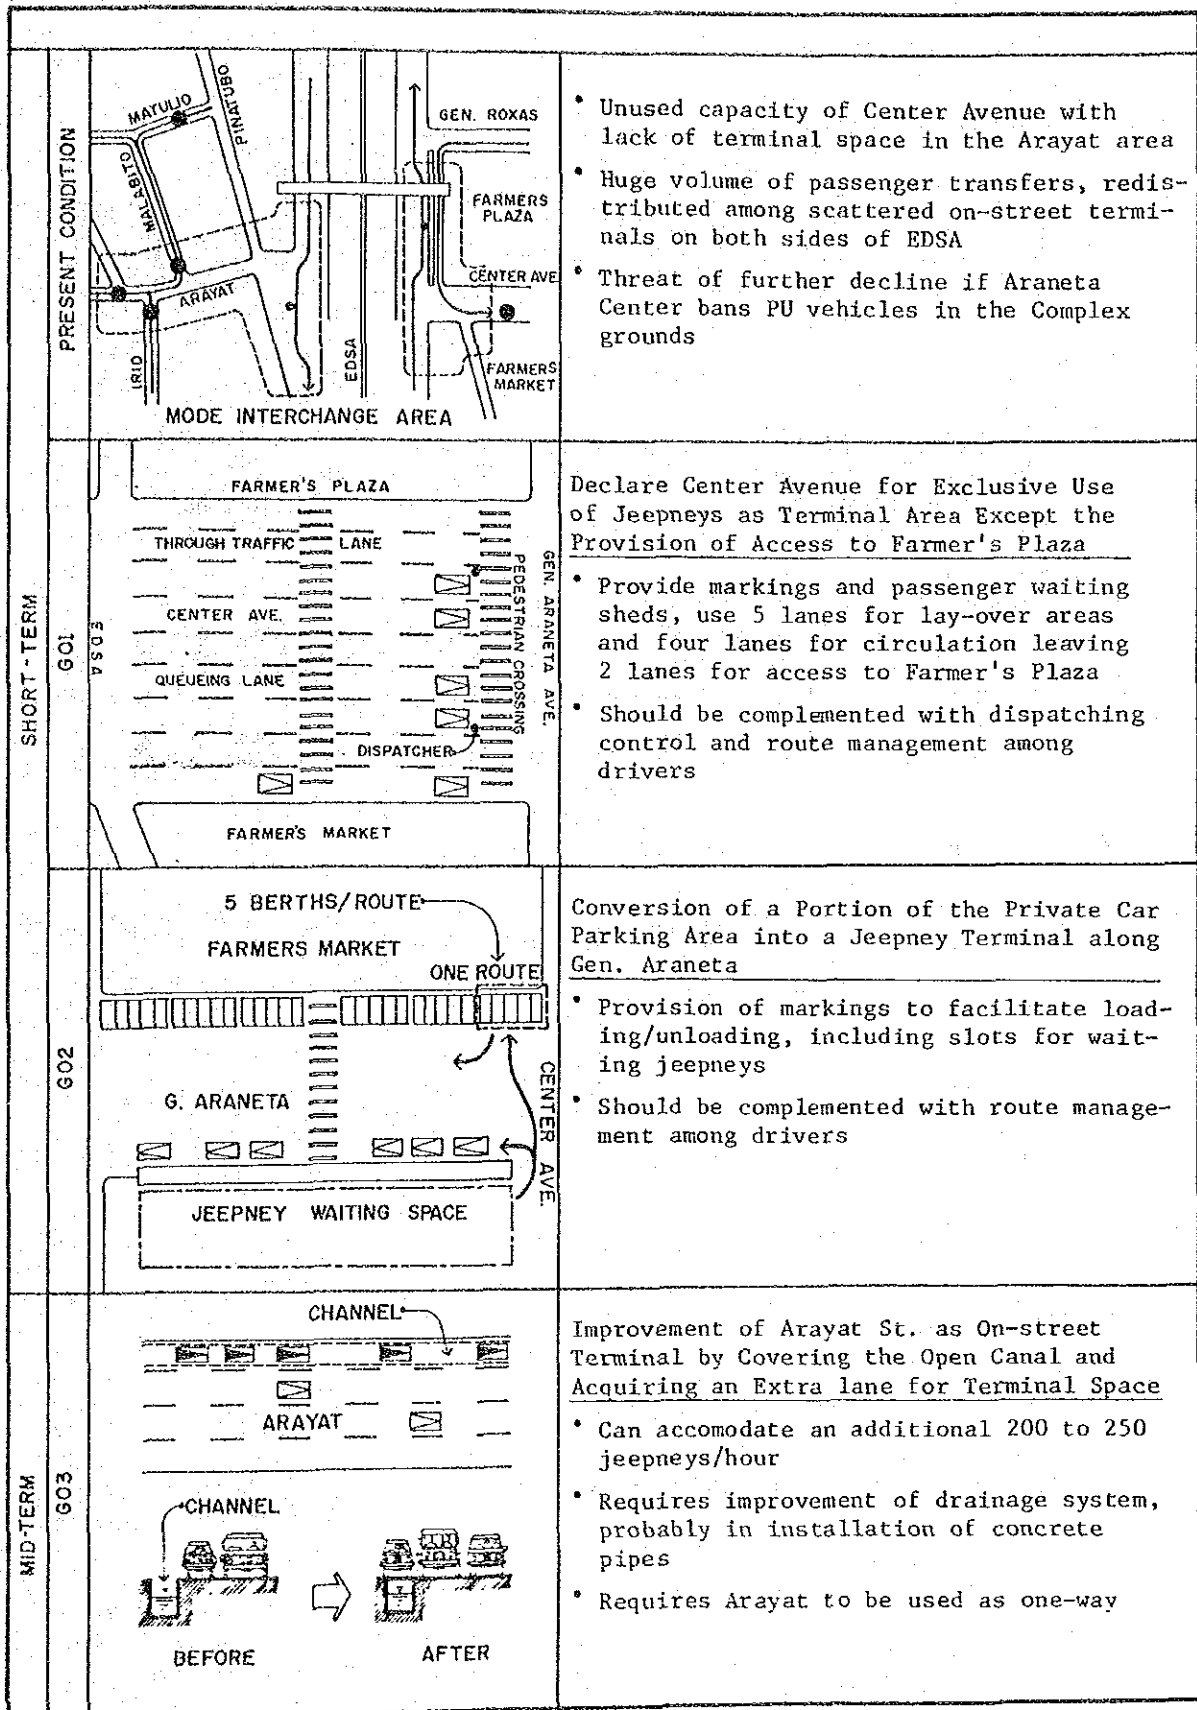 SHORT-TERM
PRESENT CONDITION
MATULIO
PINATUBO
GEN. ROXAS
MALABITO
FARMERS
PLAZA
CENTER AVE
ARAYAT
IRID
EDSA
FARMERS
MARKET
MODE INTERCHANGE AREA
• Unused capacity of Center Avenue with
lack of terminal space in the Arayat area
• Huge volume of passenger transfers, redis-
tributed among scattered on-street termi-
nals on both sides of EDSA
• Threat of further decline if Araneta
Center bans PU vehicles in the Complex
grounds
G01
FARMER'S PLAZA
THROUGH TRAFFIC LANE
CENTER AVE.
EDSA
QUEUEING LANE
PEDESTRIAN CROSSING
GEN. ARANETA AVE.
DISPATCHER
FARMER'S MARKET
Declare Center Avenue for Exclusive Use
of Jeepneys as Terminal Area Except the
Provision of Access to Farmer's Plaza
• Provide markings and passenger waiting
sheds, use 5 lanes for lay-over areas
and four lanes for circulation leaving
2 lanes for access to Farmer's Plaza
• Should be complemented with dispatching
control and route management among
drivers
G02
5 BERTHS/ROUTE
FARMERS MARKET
ONE ROUTE
G. ARANETA
CENTER AVE.
JEEPNEY WAITING SPACE
Conversion of a Portion of the Private Car
Parking Area into a Jeepney Terminal along
Gen. Araneta
• Provision of markings to facilitate load-
ing/unloading, including slots for wait-
ing jeepneys
• Should be complemented with route manage-
ment among drivers
MID-TERM
G03
CHANNEL
ARAYAT
CHANNEL
BEFORE
AFTER
Improvement of Arayat St. as On-street
Terminal by Covering the Open Canal and
Acquiring an Extra lane for Terminal Space
• Can accomodate an additional 200 to 250
jeepneys/hour
• Requires improvement of drainage system,
probably in installation of concrete
pipes
• Requires Arayat to be used as one-way